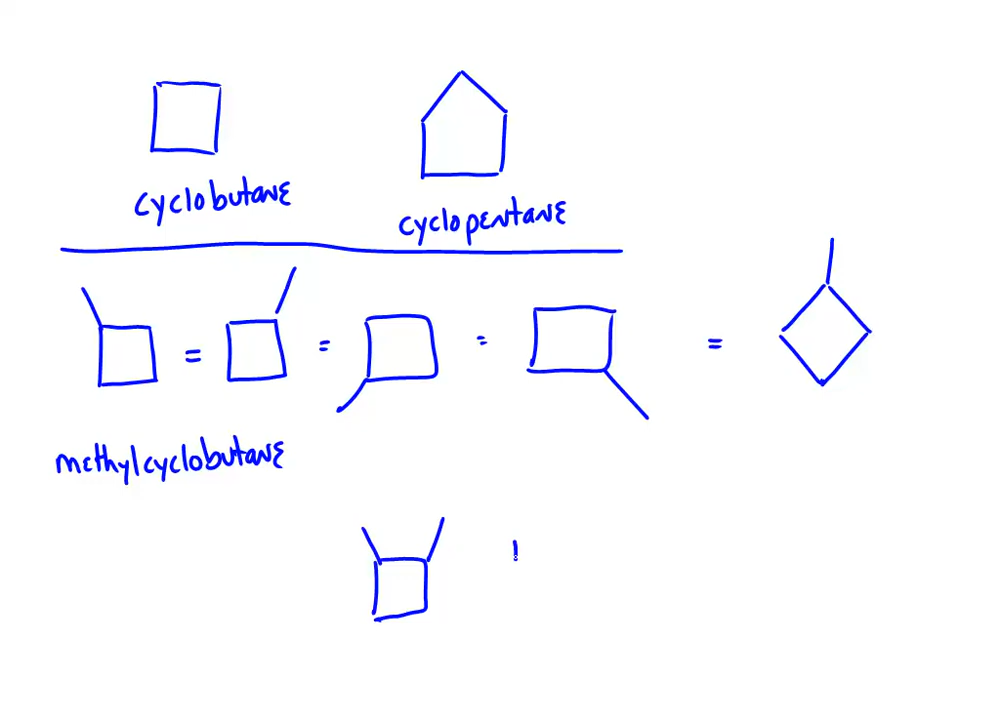 cyclobutane
cyclopentane
= = = =
methylcyclobutane